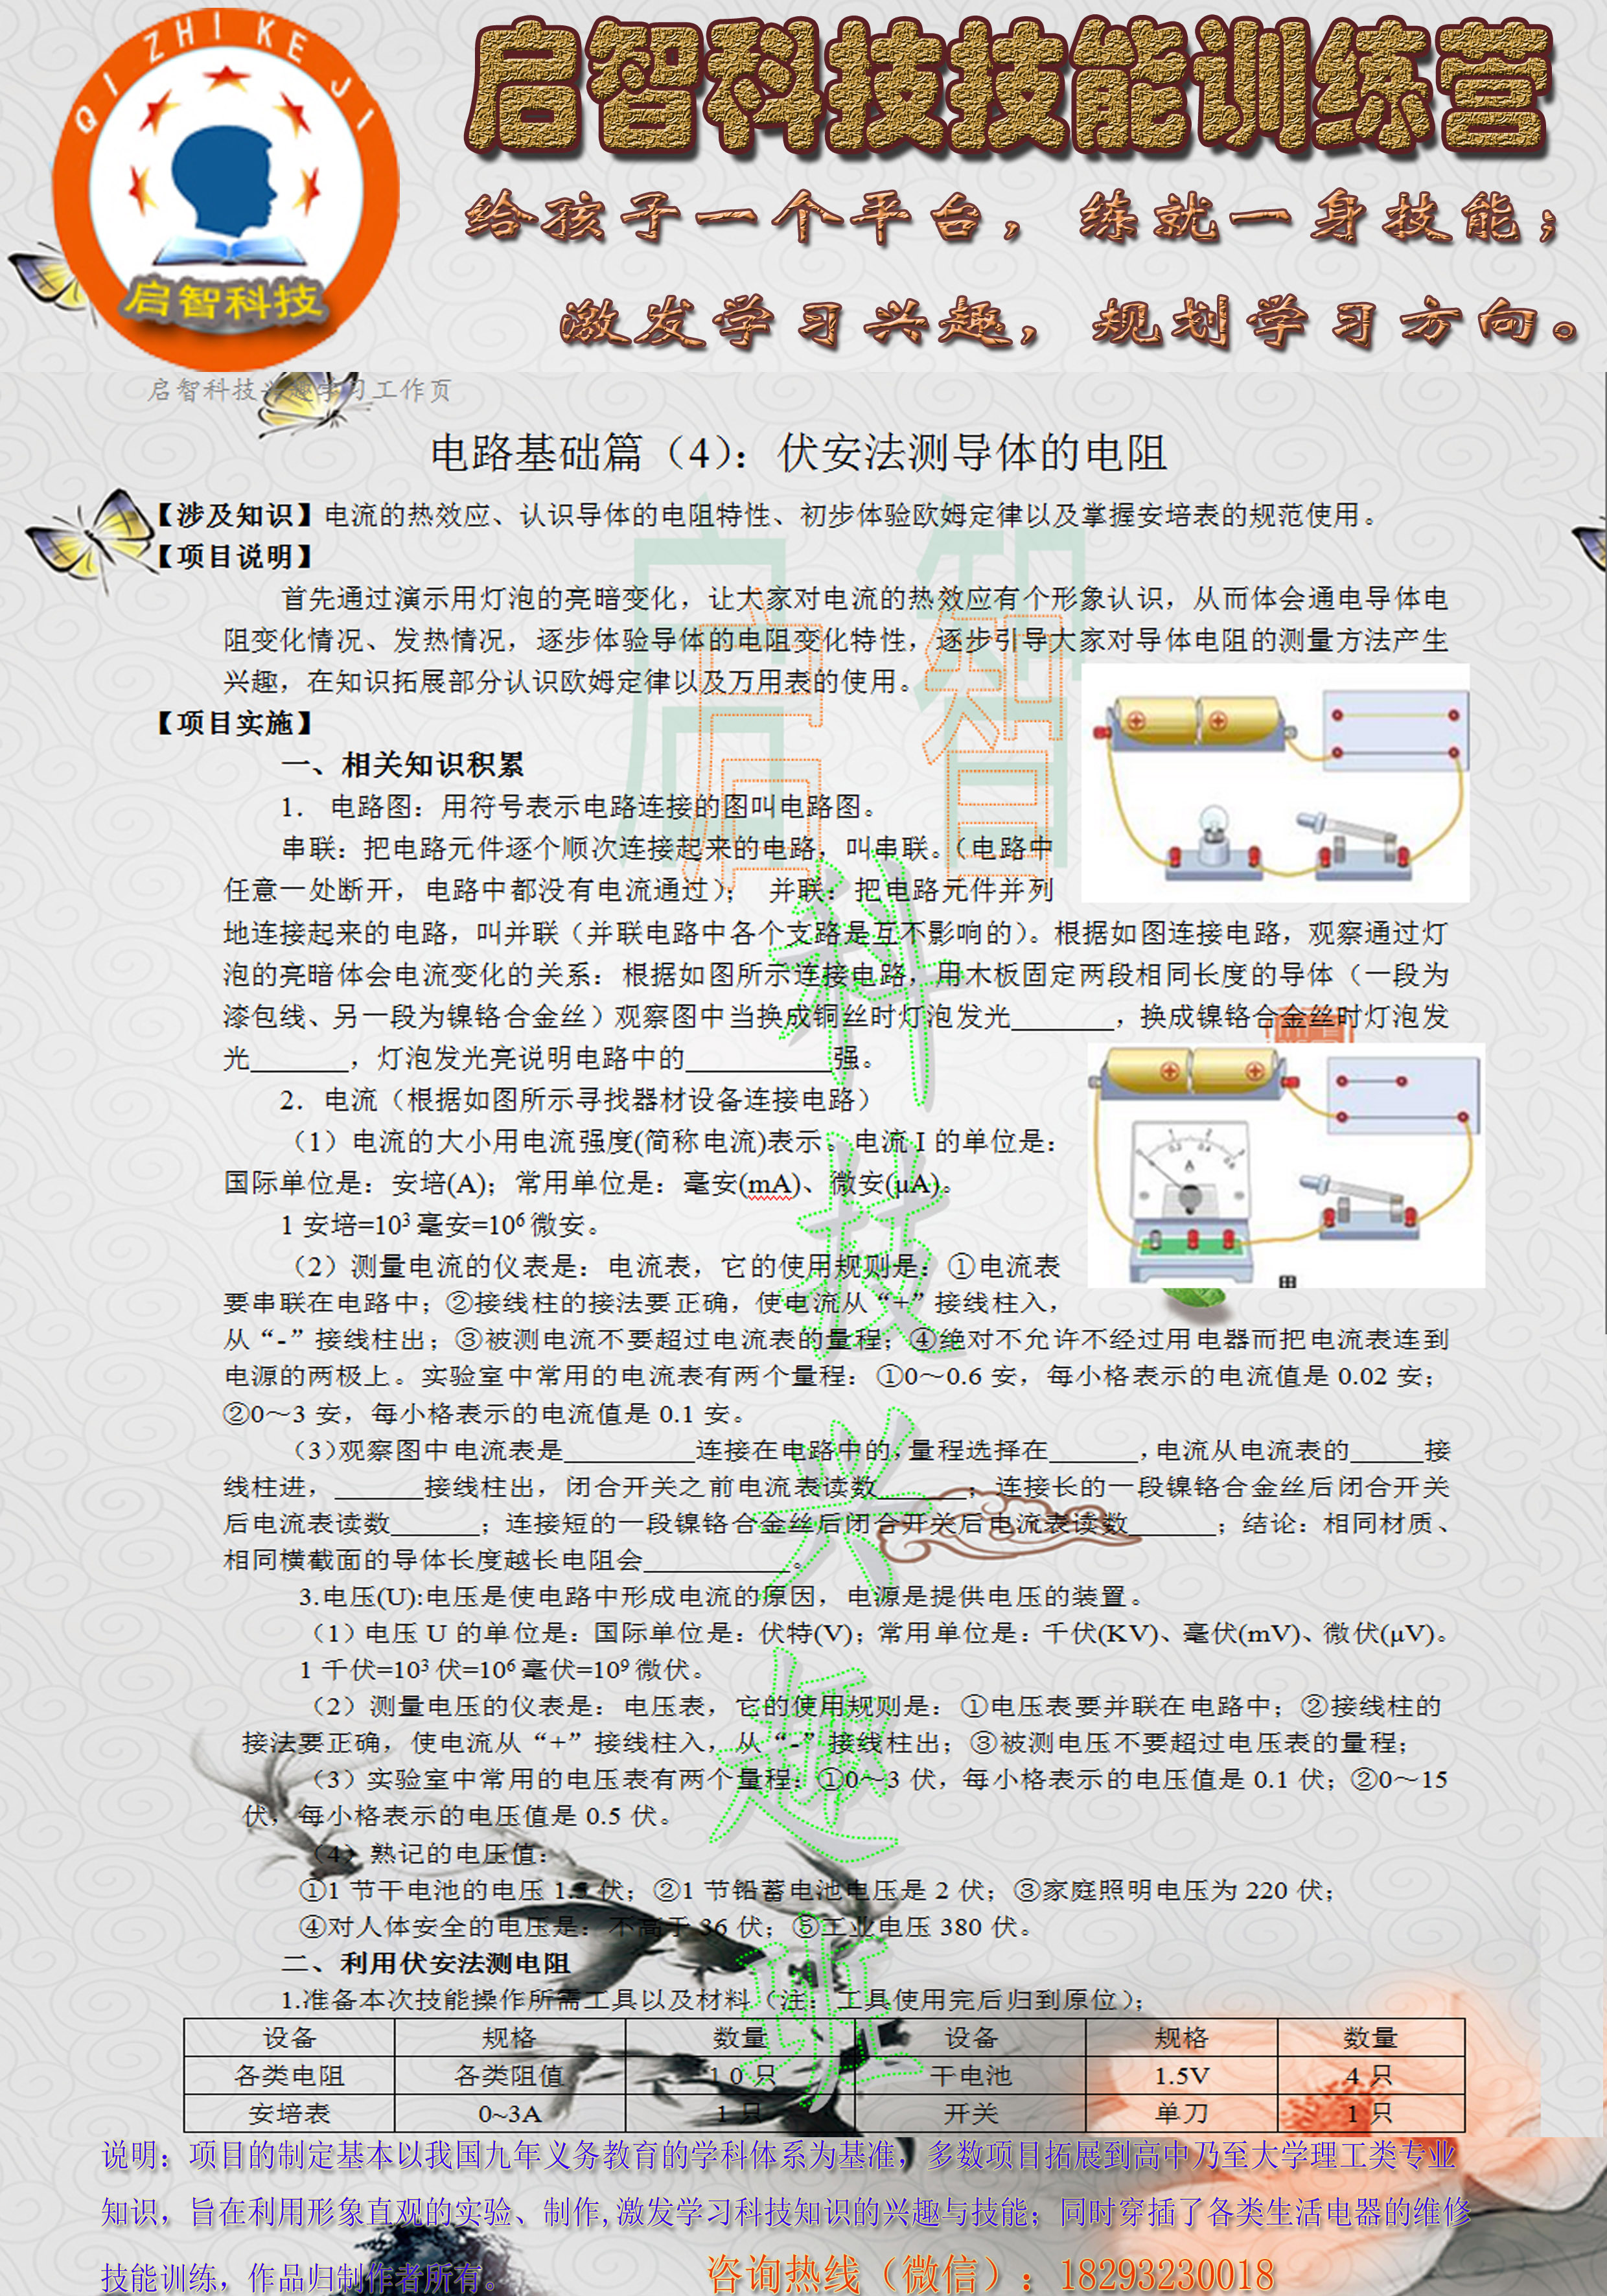 QI ZHI KE JI
启智科技
启智科技技能训练营
给孩子一个平台，练就一身技能；
激发学习兴趣，规划学习方向。
启智科技兴趣学习工作页
电路基础篇（4）：伏安法测导体的电阻
【涉及知识】电流的热效应、认识导体的电阻特性、初步体验欧姆定律以及掌握安培表的规范使用。
【项目说明】
首先通过演示用灯泡的亮暗变化，让大家对电流的热效应有个形象认识，从而体会通电导体电
阻变化情况、发热情况，逐步体验导体的电阻变化特性，逐步引导大家对导体电阻的测量方法产生
兴趣，在知识拓展部分认识欧姆定律以及万用表的使用。
【项目实施】
一、相关知识积累
1. 电路图：用符号表示电路连接的图叫电路图。
串联：把电路元件逐个顺次连接起来的电路，叫串联。（电路中
任意一处断开，电路中都没有电流通过）； 并联：把电路元件并列
地连接起来的电路，叫并联（并联电路中各个支路是互不影响的）。根据如图连接电路，观察通过灯
泡的亮暗体会电流变化的关系：根据如图所示连接电路，用木板固定两段相同长度的导体（一段为
漆包线、另一段为镍铬合金丝）观察图中当换成铜丝时灯泡发光_______，换成镍铬合金丝时灯泡发
光_______，灯泡发光亮说明电路中的__________强。
2. 电流（根据如图所示寻找器材设备连接电路）
（1）电流的大小用电流强度(简称电流)表示。电流 I 的单位是：
国际单位是：安培(A)；常用单位是：毫安(mA)、微安(μA)。
1 安培=10³ 毫安=10⁶ 微安。
（2）测量电流的仪表是：电流表，它的使用规则是：①电流表
要串联在电路中；②接线柱的接法要正确，使电流从“+”接线柱入，
从“-”接线柱出；③被测电流不要超过电流表的量程；④绝对不允许不经过用电器而把电流表连到
电源的两极上。实验室中常用的电流表有两个量程：①0～0.6 安，每小格表示的电流值是 0.02 安；
②0～3 安，每小格表示的电流值是 0.1 安。
（3）观察图中电流表是_________连接在电路中的，量程选择在______，电流从电流表的_____接
线柱进，______接线柱出，闭合开关之前电流表读数______；连接长的一段镍铬合金丝后闭合开关
后电流表读数______；连接短的一段镍铬合金丝后闭合开关后电流表读数______；结论：相同材质、
相同横截面的导体长度越长电阻会__________。
3.电压(U):电压是使电路中形成电流的原因，电源是提供电压的装置。
（1）电压 U 的单位是：国际单位是：伏特(V)；常用单位是：千伏(KV)、毫伏(mV)、微伏(μV)。
1 千伏=10³ 伏=10⁶ 毫伏=10⁹ 微伏。
（2）测量电压的仪表是：电压表，它的使用规则是：①电压表要并联在电路中；②接线柱的
接法要正确，使电流从“+”接线柱入，从“-”接线柱出；③被测电压不要超过电压表的量程；
（3）实验室中常用的电压表有两个量程：①0～3 伏，每小格表示的电压值是 0.1 伏；②0～15
伏，每小格表示的电压值是 0.5 伏。
（4）熟记的电压值：
①1 节干电池的电压 1.5 伏；②1 节铅蓄电池电压是 2 伏；③家庭照明电压为 220 伏；
④对人体安全的电压是：不高于 36 伏；⑤工业电压 380 伏。
二、利用伏安法测电阻
1.准备本次技能操作所需工具以及材料（注：工具使用完后归到原位）；
设备 规格 数量 设备 规格 数量
各类电阻 各类阻值 10 只 干电池 1.5V 4 只
安培表 0~3A 1 只 开关 单刀 1 只
启智科技兴趣班
说明：项目的制定基本以我国九年义务教育的学科体系为基准，多数项目拓展到高中乃至大学理工类专业
知识，旨在利用形象直观的实验、制作,激发学习科技知识的兴趣与技能；同时穿插了各类生活电器的维修
技能训练，作品归制作者所有。
咨询热线（微信）：18293230018